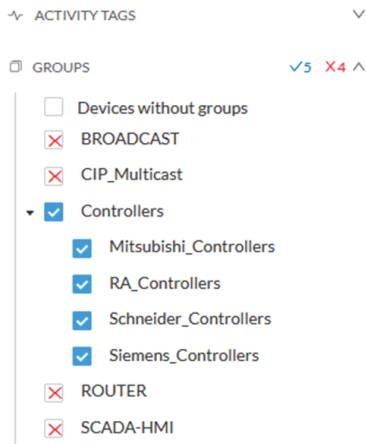 ACTIVITY TAGS
GROUPS 5 4
Devices without groups
BROADCAST
CIP_Multicast
Controllers
Mitsubishi_Controllers
RA_Controllers
Schneider_Controllers
Siemens_Controllers
ROUTER
SCADA-HMI